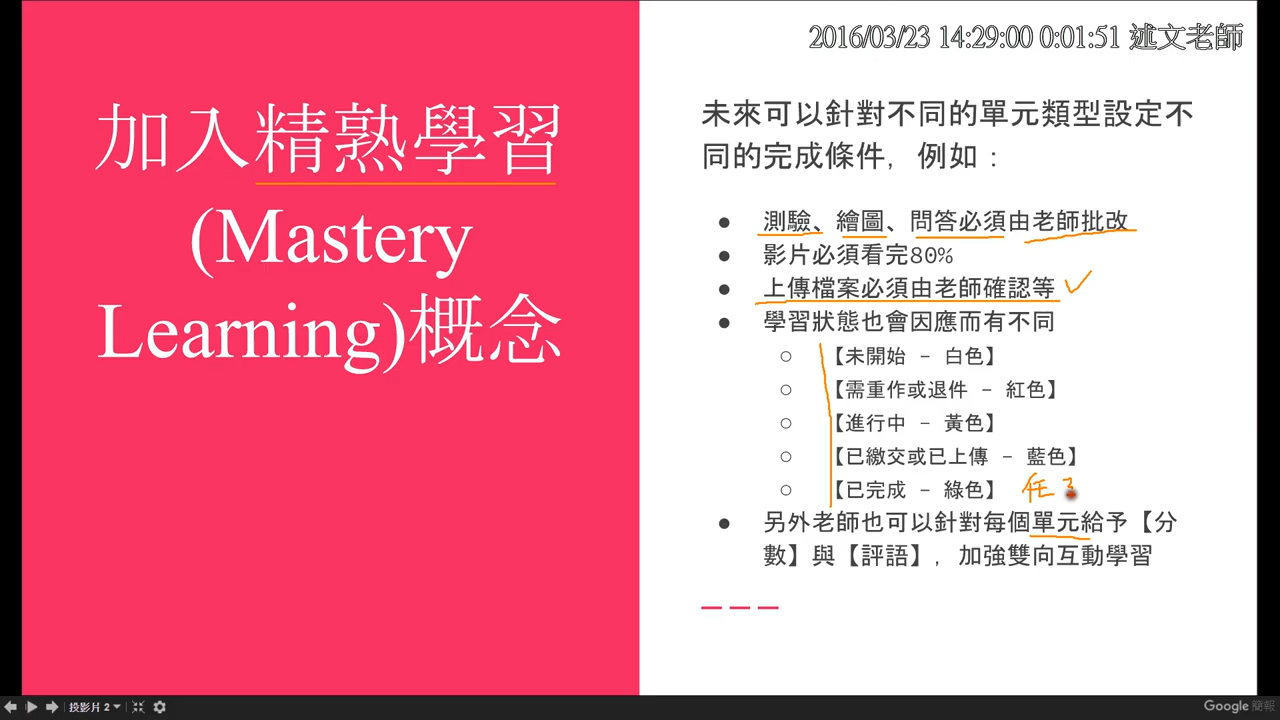 2016/03/23 14:29:00 0:01:51 述文老師
加入精熟學習
(Mastery
Learning)概念
未來可以針對不同的單元類型設定不
同的完成條件，例如：
● 測驗、繪圖、問答必須由老師批改
● 影片必須看完80%
● 上傳檔案必須由老師確認等
● 學習狀態也會因應而有不同
○ 【未開始 – 白色】
○ 【需重作或退件 – 紅色】
○ 【進行中 – 黃色】
○ 【已繳交或已上傳 – 藍色】
○ 【已完成 – 綠色】 任
● 另外老師也可以針對每個單元給予【分
數】與【評語】，加強雙向互動學習
投影片 2
Google 簡報